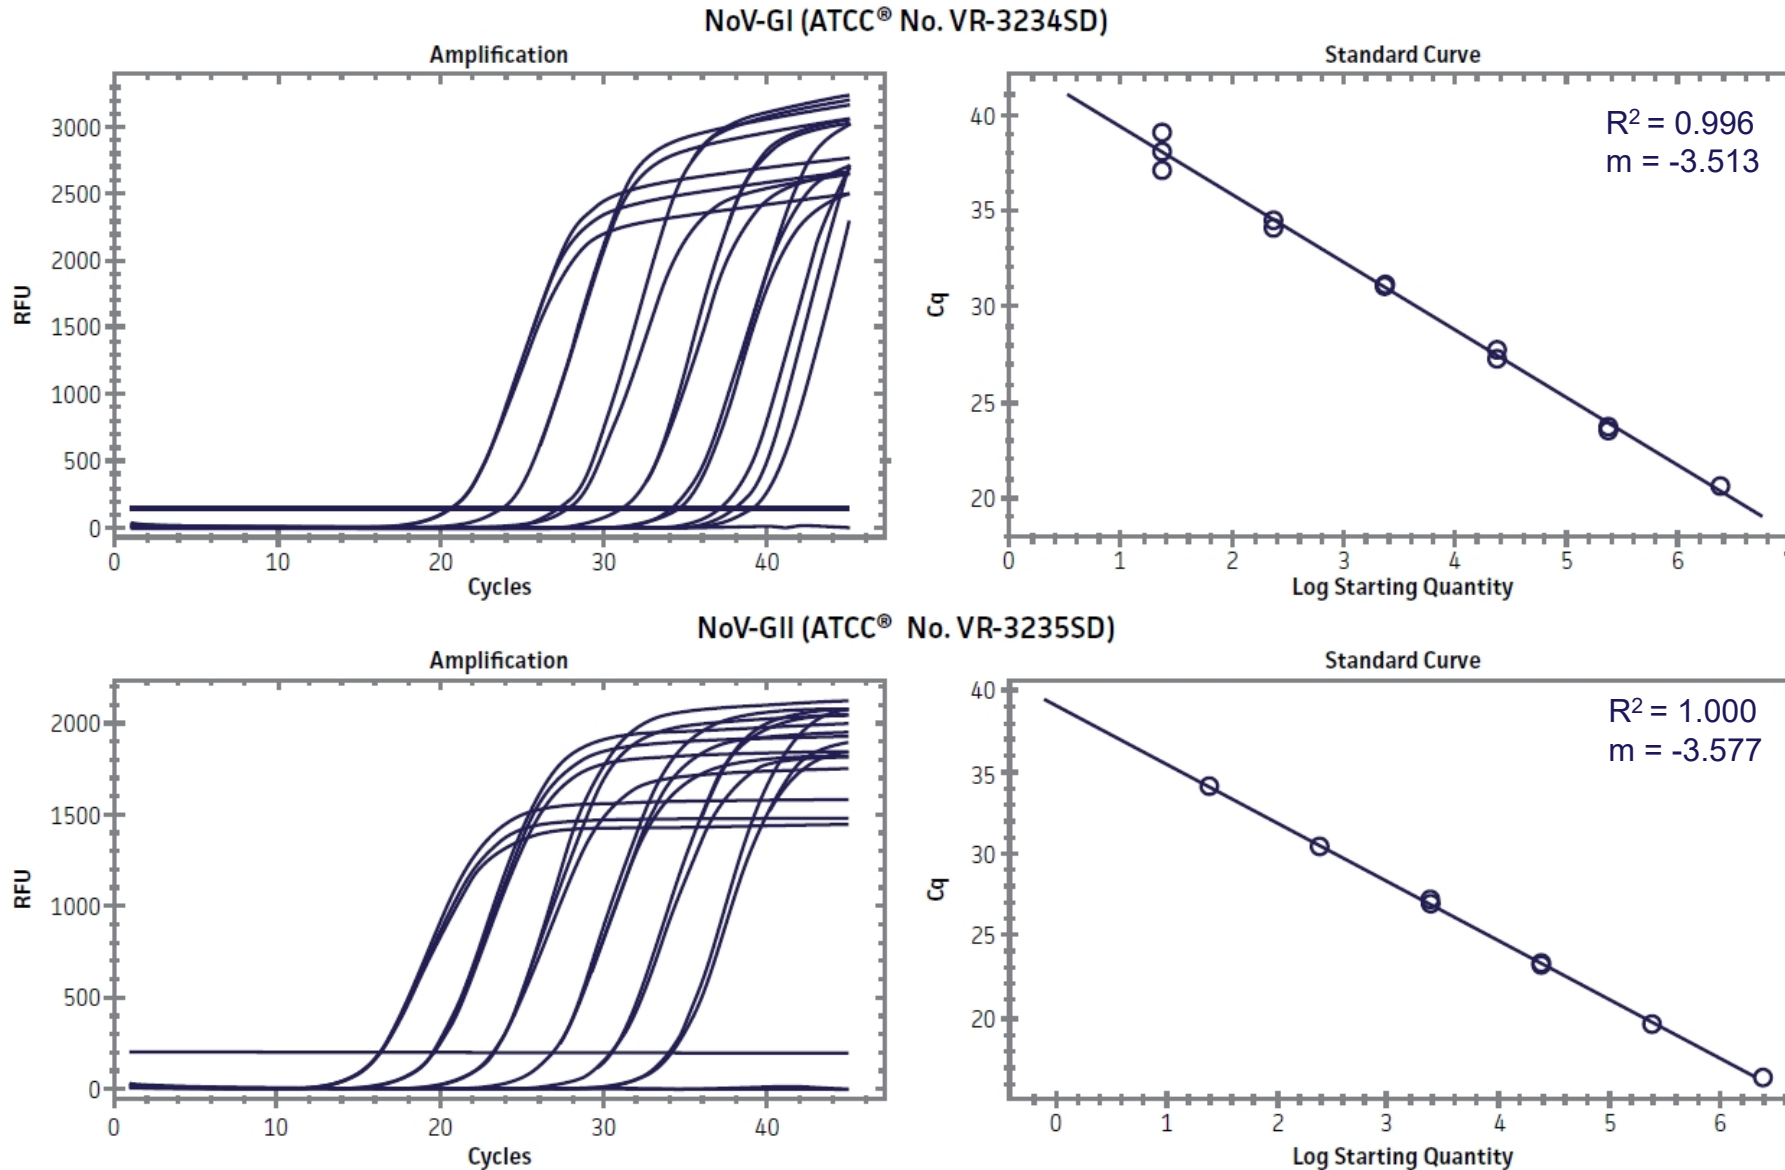 NoV-GI (ATCC® No. VR-3234SD)
Amplification
RFU
3000
2500
2000
1500
1000
500
0
0 10 20 30 40
Cycles
Standard Curve
Cq
40
35
30
25
20
R² = 0.996
m = -3.513
0 1 2 3 4 5 6
Log Starting Quantity
NoV-GII (ATCC® No. VR-3235SD)
Amplification
RFU
2000
1500
1000
500
0
0 10 20 30 40
Cycles
Standard Curve
Cq
40
35
30
25
20
R² = 1.000
m = -3.577
0 1 2 3 4 5 6
Log Starting Quantity